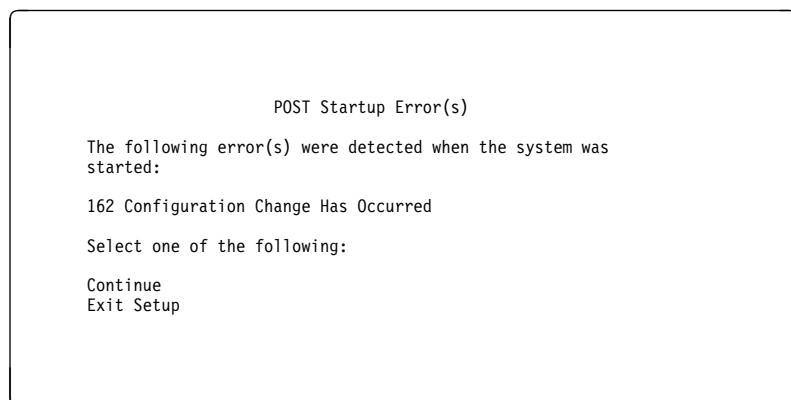 POST Startup Error(s)
The following error(s) were detected when the system was
started:
162 Configuration Change Has Occurred
Select one of the following:
Continue
Exit Setup